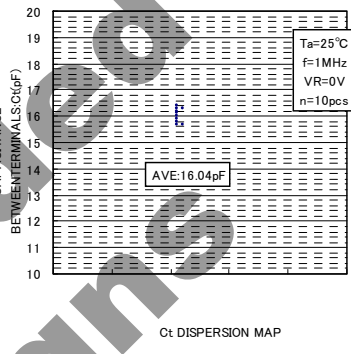 20
19
18
17
16
15
14
13
12
11
10
BETWEENTERMINALS:Ct(pF)
Ta=25°C
f=1MHz
VR=0V
n=10pcs
AVE:16.04pF
Ct DISPERSION MAP